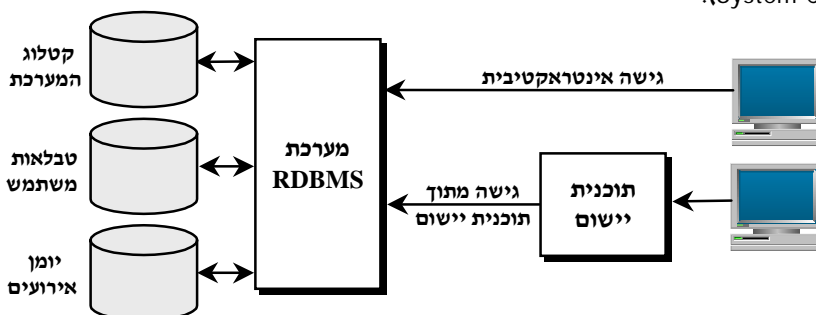 קטלוג
המערכת
טבלאות
משתמש
יומן
אירועים
מערכת
RDBMS
גישה אינטראקטיבית
גישה מתוך
תוכנית יישום
תוכנית
יישום